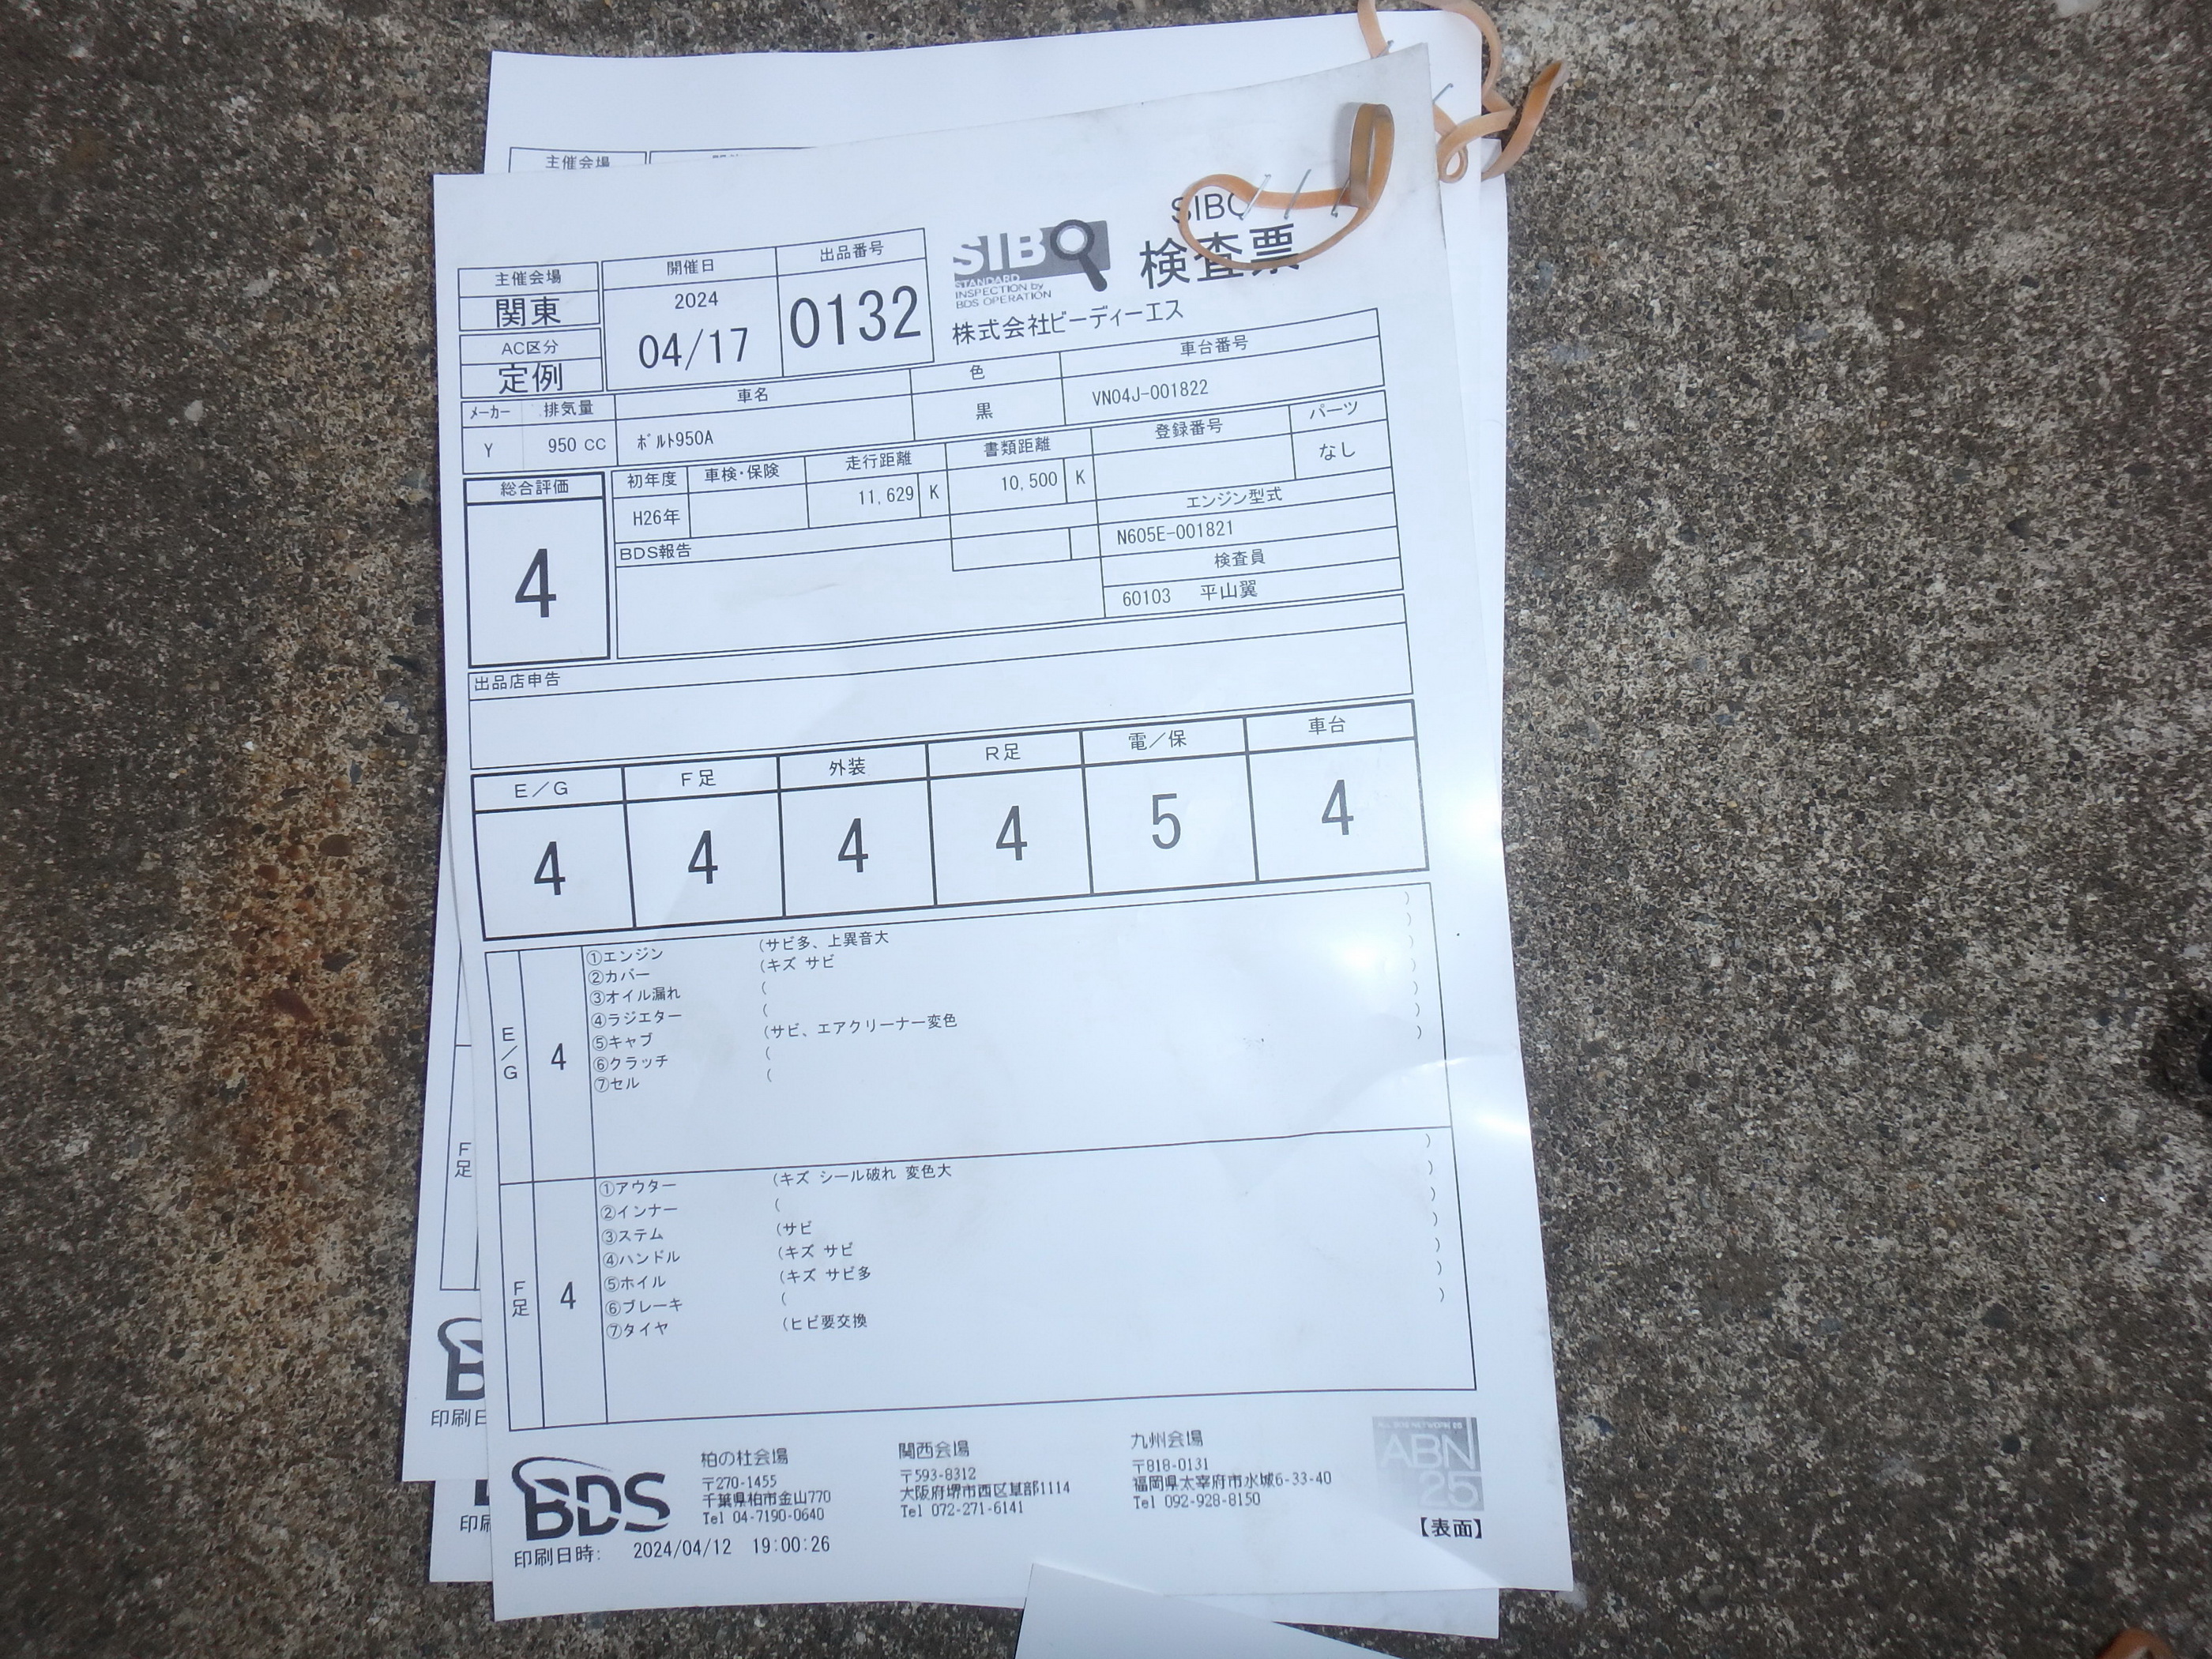 主催会場
主催会場
関東
AC区分
定例
開催日
2024
04/17
出品番号
0132
SIB
STANDARD
INSPECTION by
BDS OPERATION
SIBO
検査票
株式会社ビーディーエス
メーカー 排気量 車名 色 車台番号
Y 950 CC ﾎﾞﾙﾄ950A 黒 VN04J-001822
総合評価
4
初年度 車検・保険 走行距離 書類距離 登録番号 パーツ
H26年 11,629 K 10,500 K なし
エンジン型式
N605E-001821
検査員
60103 平山翼
BDS報告
出品店申告
E/G F足 外装 R足 電/保 車台
4 4 4 4 5 4
E/G 4
①エンジン (サビ多、上異音大 )
②カバー (キズ サビ )
③オイル漏れ ( )
④ラジエター ( )
⑤キャブ (サビ、エアクリーナー変色 )
⑥クラッチ ( )
⑦セル ( )
F足 4
①アウター (キズ シール破れ 変色大 )
②インナー ( )
③ステム (サビ )
④ハンドル (キズ サビ )
⑤ホイル (キズ サビ多 )
⑥ブレーキ ( )
⑦タイヤ (ヒビ要交換 )
F足
印刷日
印刷
BDS
柏の杜会場
〒270-1455
千葉県柏市金山770
Tel 04-7190-0640
関西会場
〒593-8312
大阪府堺市西区草部1114
Tel 072-271-6141
九州会場
〒818-0131
福岡県太宰府市水城6-33-40
Tel 092-928-8150
ABN
25
【表面】
印刷日時: 2024/04/12 19:00:26